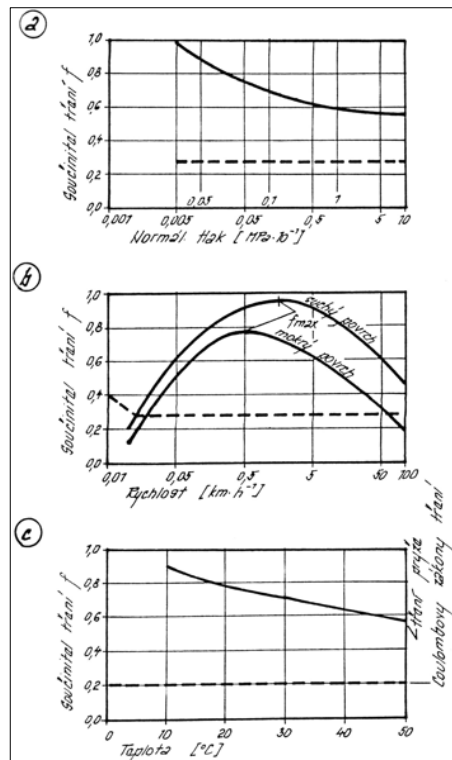 a
Součinitel tření f
1,0
0,8
0,6
0,4
0,2
0,0
0,05 0,1 1
0,001 0,005 0,05 0,5 5 10
Normál. tlak [MPa·10⁻¹]
b
Součinitel tření f
1,0
0,8
0,6
0,4
0,2
0,0
suchý povrch
fmax
mokrý povrch
0,01 0,05 0,5 5 50 100
Rychlost [km·h⁻¹]
c
Součinitel tření f
1,0
0,8
0,6
0,4
0,2
0,0
0 10 20 30 40 50
Taplota [°C]
tření pryže
Coulombovy zákony tření